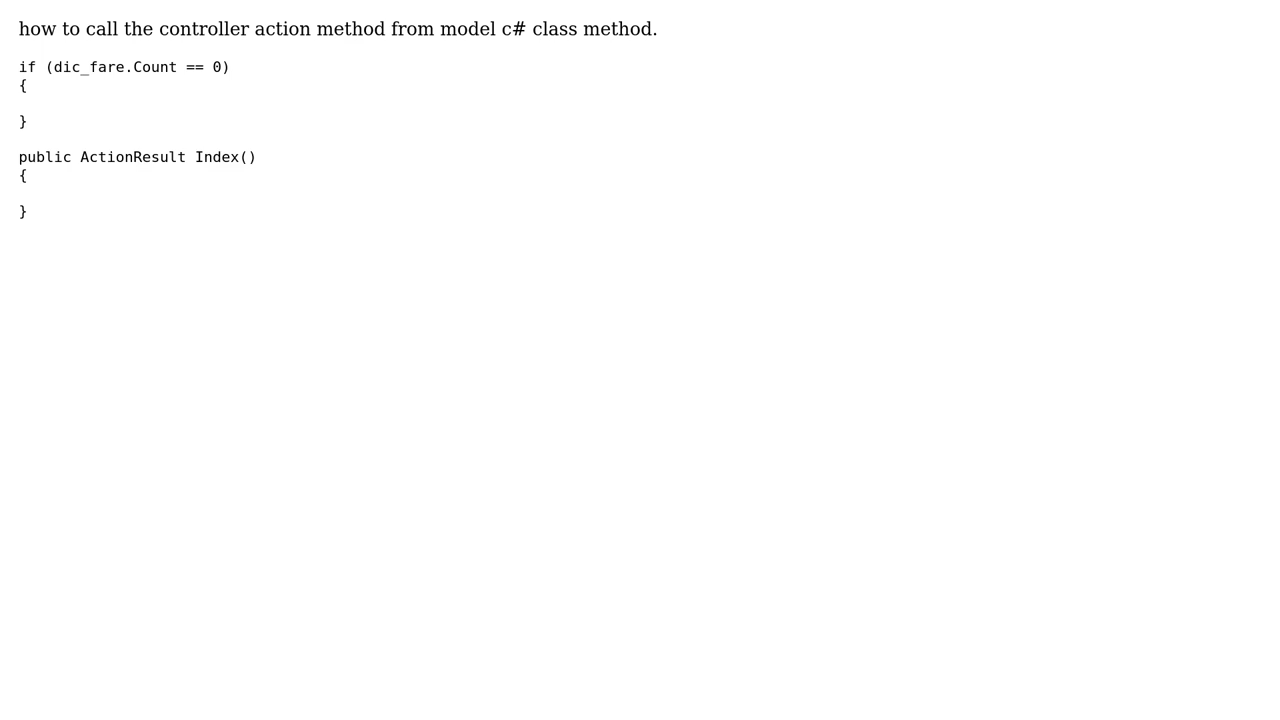 how to call the controller action method from model c# class method.
if (dic_fare.Count == 0)
{
}
public ActionResult Index()
{
}